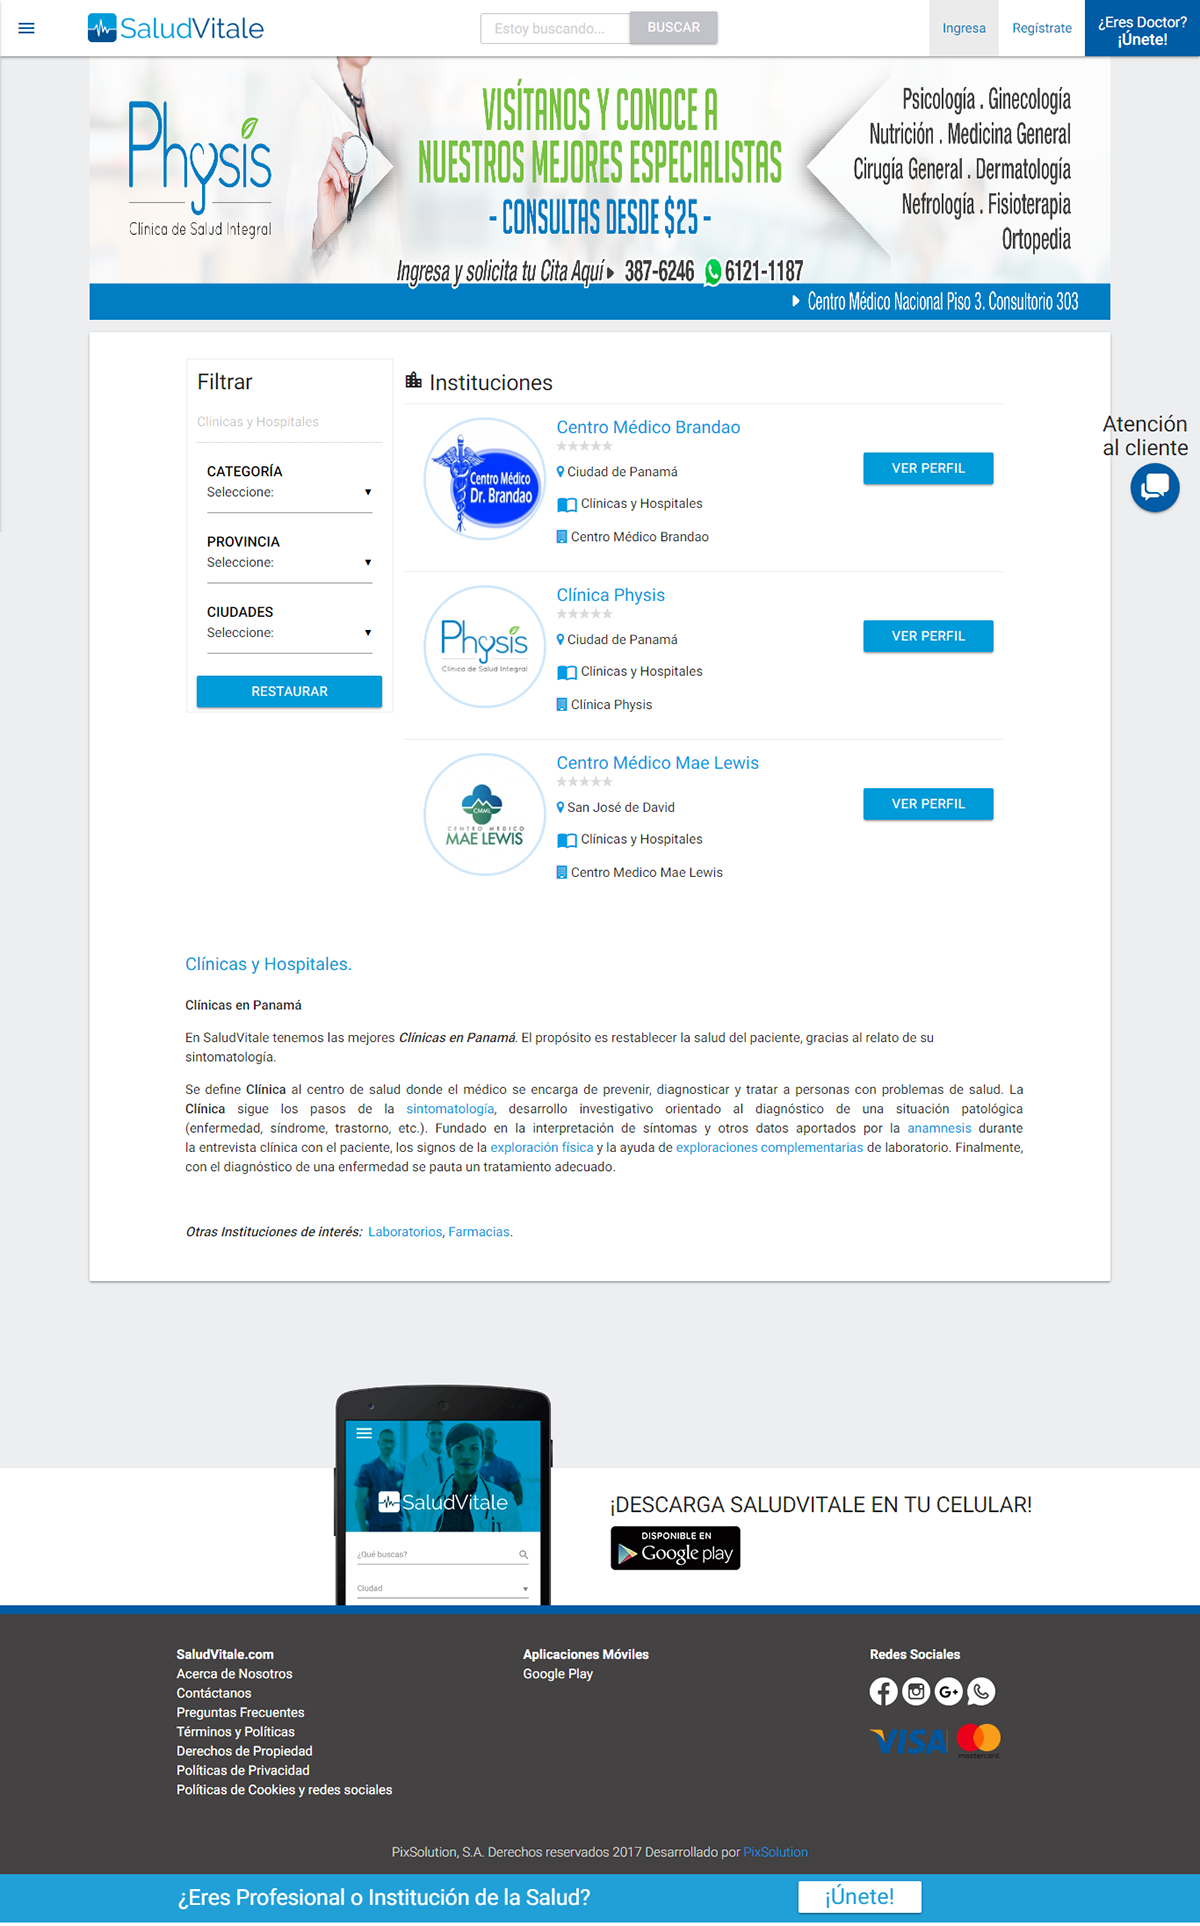 SaludVitale
Estoy buscando...
BUSCAR
Ingresa
Regístrate
¿Eres Doctor?
¡Únete!
Physis
Clínica de Salud Integral
VISÍTANOS Y CONOCE A
NUESTROS MEJORES ESPECIALISTAS
- CONSULTAS DESDE $25 -
Psicología . Ginecología
Nutrición . Medicina General
Cirugía General . Dermatología
Nefrología . Fisioterapia
Ortopedia
Ingresa y solicita tu Cita Aquí 387-6246 6121-1187
Centro Médico Nacional Piso 3. Consultorio 303
Filtrar
Clinicas y Hospitales
CATEGORÍA
Seleccione:
PROVINCIA
Seleccione:
CIUDADES
Seleccione:
RESTAURAR
Instituciones
Centro Médico
Dr. Brandao
Centro Médico Brandao
Ciudad de Panamá
Clínicas y Hospitales
Centro Médico Brandao
VER PERFIL
Physis
Clínica de Salud Integral
Clínica Physis
Ciudad de Panamá
Clínicas y Hospitales
Clínica Physis
VER PERFIL
CMML
CENTRO MEDICO
MAE LEWIS
Centro Médico Mae Lewis
San José de David
Clínicas y Hospitales
Centro Medico Mae Lewis
VER PERFIL
Atención
al cliente
Clínicas y Hospitales.
Clínicas en Panamá
En SaludVitale tenemos las mejores Clínicas en Panamá. El propósito es restablecer la salud del paciente, gracias al relato de su
sintomatología.
Se define Clínica al centro de salud donde el médico se encarga de prevenir, diagnosticar y tratar a personas con problemas de salud. La
Clínica sigue los pasos de la sintomatología, desarrollo investigativo orientado al diagnóstico de una situación patológica
(enfermedad, síndrome, trastorno, etc.). Fundado en la interpretación de síntomas y otros datos aportados por la anamnesis durante
la entrevista clínica con el paciente, los signos de la exploración física y la ayuda de exploraciones complementarias de laboratorio. Finalmente,
con el diagnóstico de una enfermedad se pauta un tratamiento adecuado.
Otras Instituciones de interés: Laboratorios, Farmacias.
SaludVitale
¿Qué buscas?
Ciudad
¡DESCARGA SALUDVITALE EN TU CELULAR!
DISPONIBLE EN
Google play
SaludVitale.com
Acerca de Nosotros
Contáctanos
Preguntas Frecuentes
Términos y Políticas
Derechos de Propiedad
Políticas de Privacidad
Políticas de Cookies y redes sociales
Aplicaciones Móviles
Google Play
Redes Sociales
G+
VISA
mastercard
PixSolution, S.A. Derechos reservados 2017 Desarrollado por PixSolution
¿Eres Profesional o Institución de la Salud?
¡Únete!